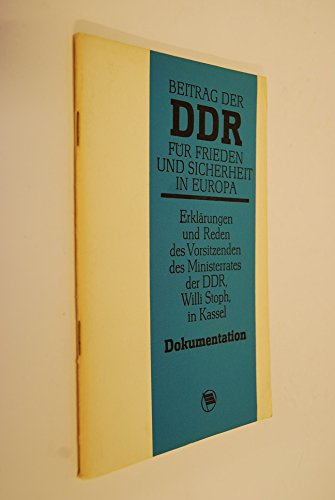 BEITRAG DER
DDR
FÜR FRIEDEN
UND SICHERHEIT
IN EUROPA
Erklärungen
und Reden
des Vorsitzenden
des Ministerrates
der DDR,
Willi Stoph,
in Kassel
Dokumentation